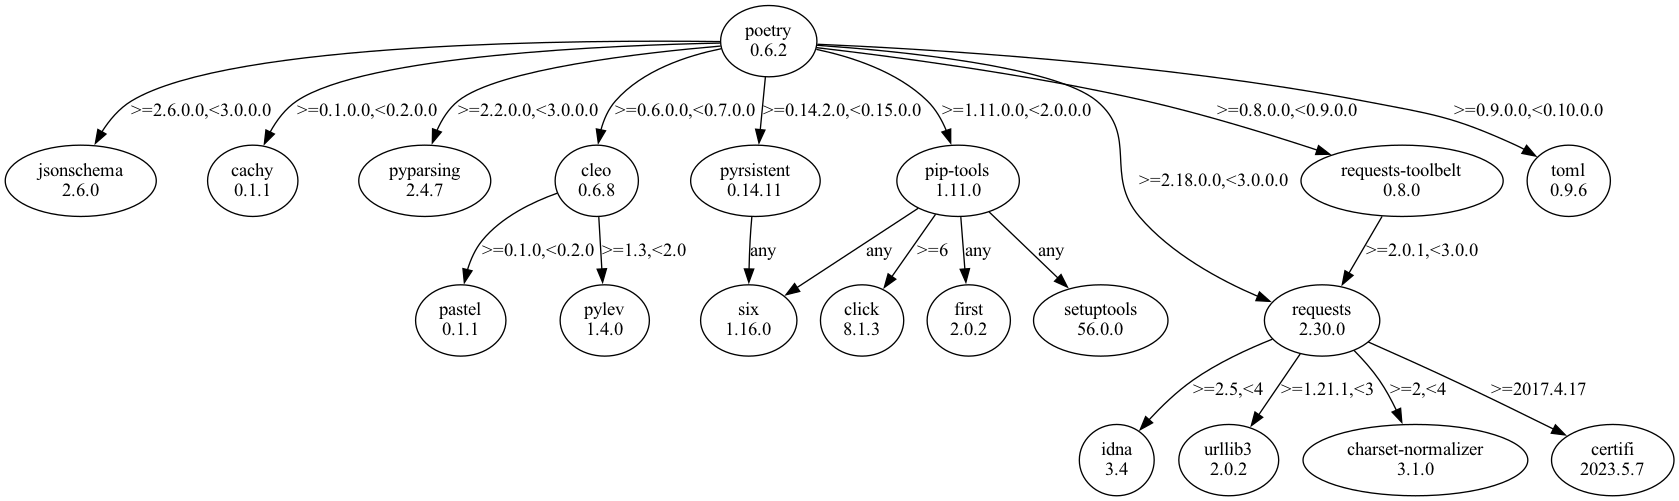 poetry
0.6.2
>=2.6.0.0,<3.0.0.0
>=0.1.0.0,<0.2.0.0
>=2.2.0.0,<3.0.0.0
>=0.6.0.0,<0.7.0.0
>=0.14.2.0,<0.15.0.0
>=1.11.0.0,<2.0.0.0
>=0.8.0.0,<0.9.0.0
>=0.9.0.0,<0.10.0.0
jsonschema
2.6.0
cachy
0.1.1
pyparsing
2.4.7
cleo
0.6.8
pyrsistent
0.14.11
pip-tools
1.11.0
>=2.18.0.0,<3.0.0.0
requests-toolbelt
0.8.0
toml
0.9.6
>=0.1.0,<0.2.0
>=1.3,<2.0
any
any
>=6
any
any
>=2.0.1,<3.0.0
pastel
0.1.1
pylev
1.4.0
six
1.16.0
click
8.1.3
first
2.0.2
setuptools
56.0.0
requests
2.30.0
>=2.5,<4
>=1.21.1,<3
>=2,<4
>=2017.4.17
idna
3.4
urllib3
2.0.2
charset-normalizer
3.1.0
certifi
2023.5.7